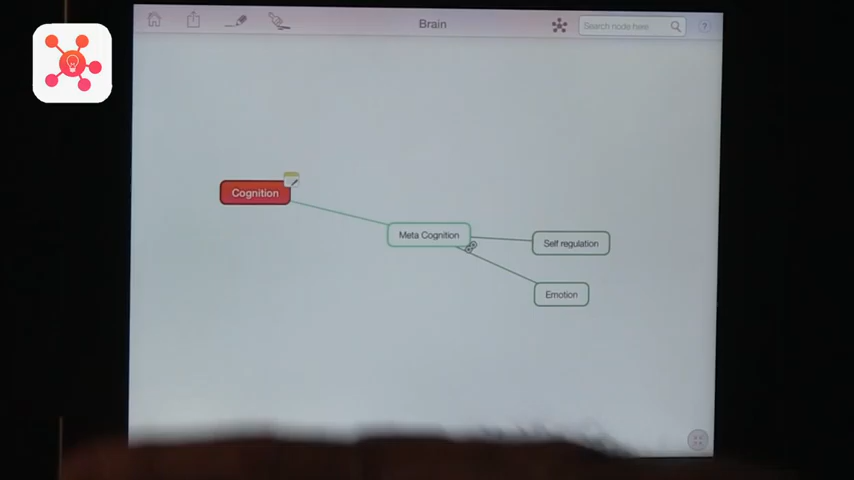 Brain
Search node here
?
Cognition
Meta Cognition
Self regulation
Emotion